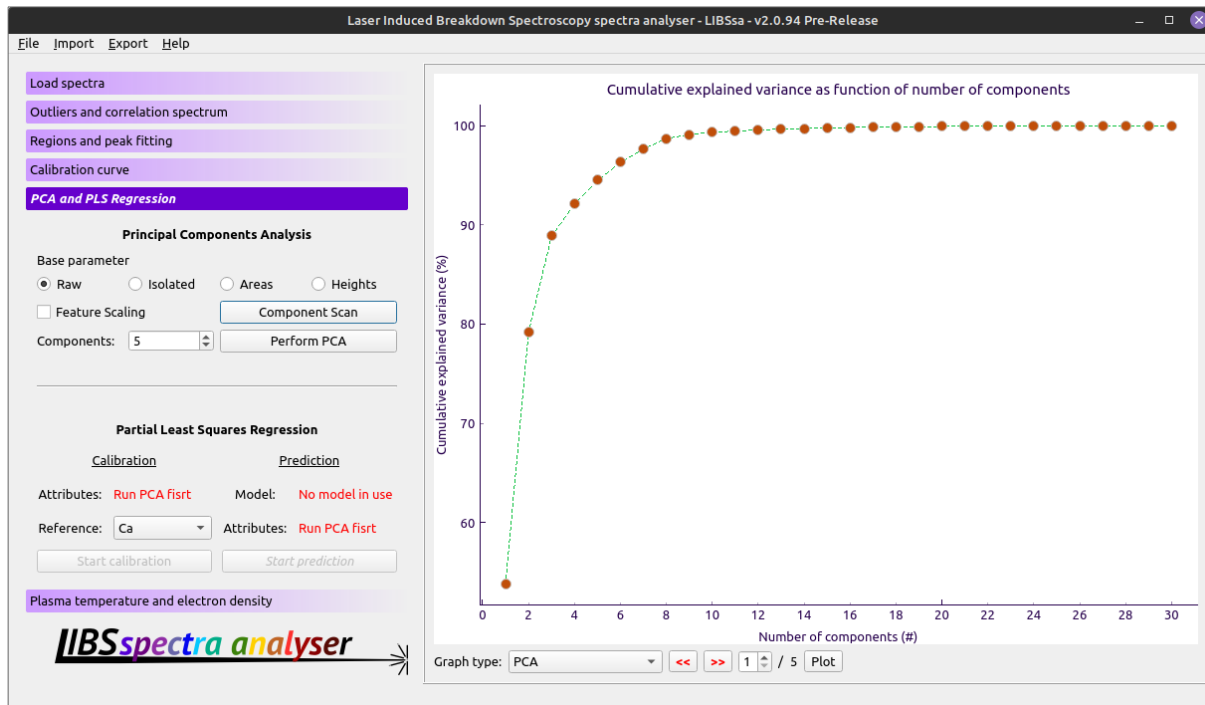 Laser Induced Breakdown Spectroscopy spectra analyser - LIBSsa - v2.0.94 Pre-Release
File Import Export Help
Load spectra
Outliers and correlation spectrum
Regions and peak fitting
Calibration curve
PCA and PLS Regression
Principal Components Analysis
Base parameter
Raw Isolated Areas Heights
Feature Scaling Component Scan
Components: 5 Perform PCA
Partial Least Squares Regression
Calibration Prediction
Attributes: Run PCA fisrt Model: No model in use
Reference: Ca Attributes: Run PCA fisrt
Start calibration Start prediction
Plasma temperature and electron density
LIBSspectra analyser
Cumulative explained variance as function of number of components
Cumulative explained variance (%)
100
90
80
70
60
0 2 4 6 8 10 12 14 16 18 20 22 24 26 28 30
Number of components (#)
Graph type: PCA << >> 1 / 5 Plot